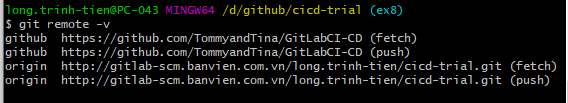 long.trinh-tien@PC-043 MINGW64 /d/github/cicd-trial (ex8)
$ git remote -v
github  https://github.com/TommyandTina/GitLabCI-CD (fetch)
github  https://github.com/TommyandTina/GitLabCI-CD (push)
origin  http://gitlab-scm.banvien.com.vn/long.trinh-tien/cicd-trial.git (fetch)
origin  http://gitlab-scm.banvien.com.vn/long.trinh-tien/cicd-trial.git (push)